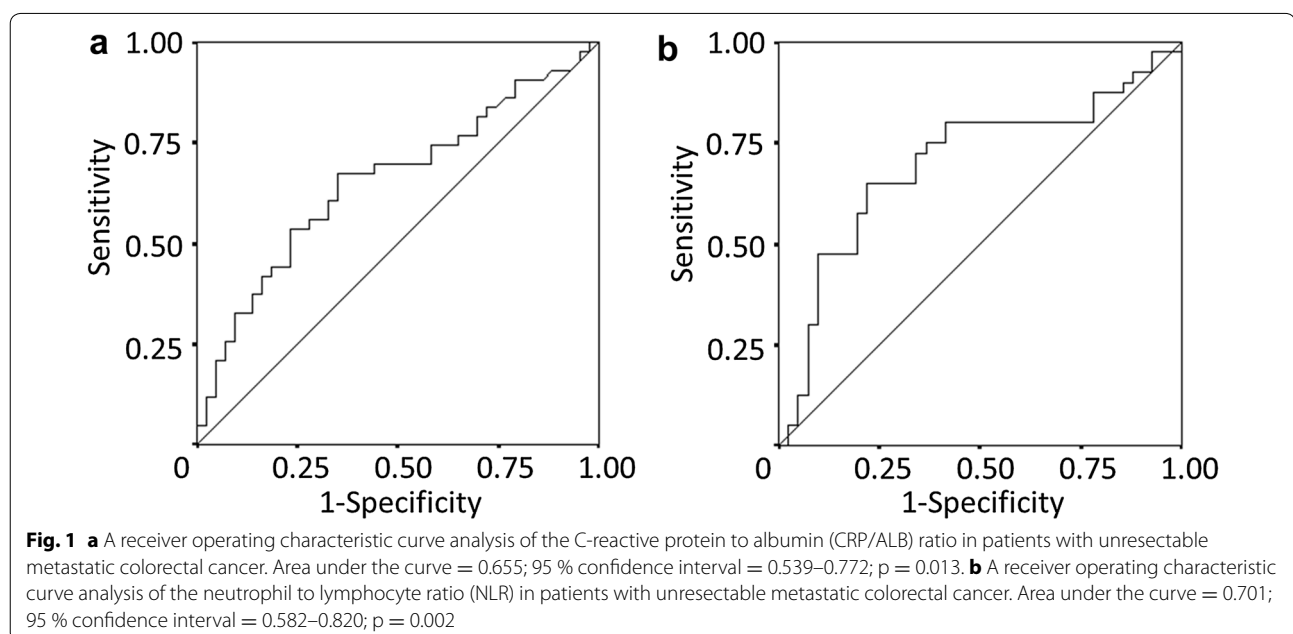 a
1.00
0.75
0.50
0.25
0
0.25
0.50
0.75
1.00
Sensitivity
1-Specificity
b
1.00
0.75
0.50
0.25
0
0.25
0.50
0.75
1.00
Sensitivity
1-Specificity
Fig. 1 a A receiver operating characteristic curve analysis of the C-reactive protein to albumin (CRP/ALB) ratio in patients with unresectable
metastatic colorectal cancer. Area under the curve = 0.655; 95 % confidence interval = 0.539–0.772; p = 0.013. b A receiver operating characteristic
curve analysis of the neutrophil to lymphocyte ratio (NLR) in patients with unresectable metastatic colorectal cancer. Area under the curve = 0.701;
95 % confidence interval = 0.582–0.820; p = 0.002